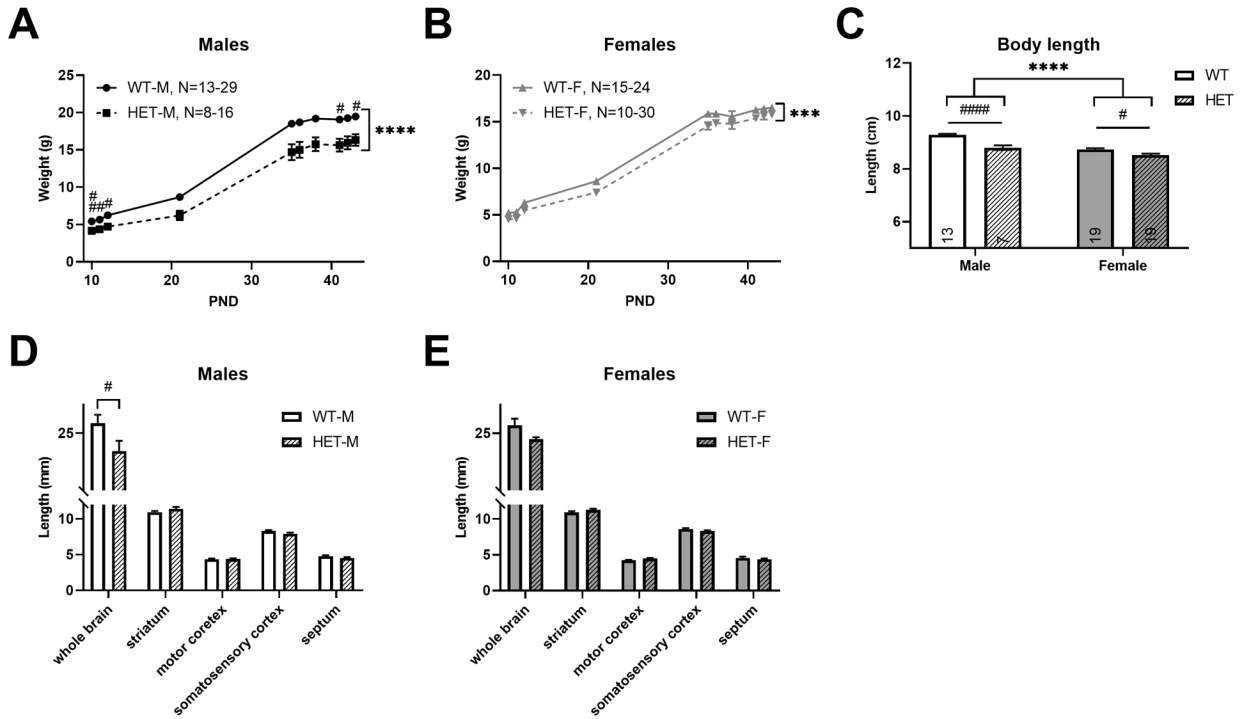 A
Males
25
20
15
10
5
0
Weight (g)
WT-M, N=13-29
HET-M, N=8-16
#
## #
# #
****
10 20 30 40
PND
B
Females
20
15
10
5
0
Weight (g)
WT-F, N=15-24
HET-F, N=10-30
***
10 20 30 40
PND
C
Body length
12
10
8
6
Length (cm)
****
####
#
WT
HET
13 7 19 19
Male Female
D
Males
25
10
5
0
Length (mm)
#
WT-M
HET-M
whole brain
striatum
motor coretex
somatosensory cortex
septum
E
Females
25
10
5
0
Length (mm)
WT-F
HET-F
whole brain
striatum
motor coretex
somatosensory cortex
septum